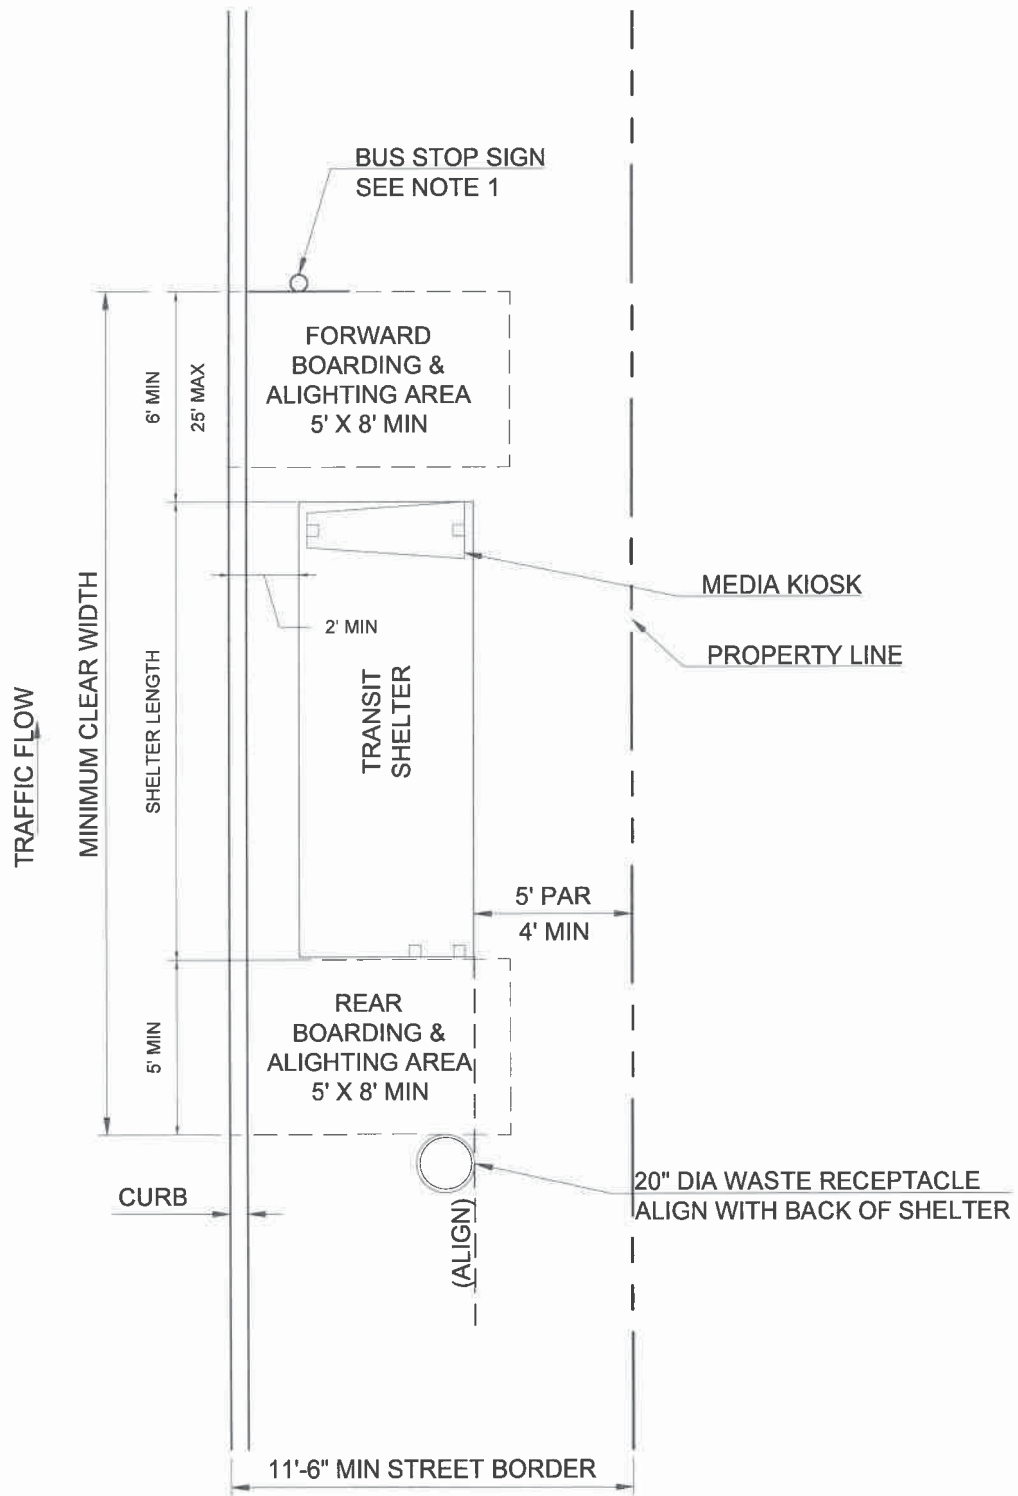 BUS STOP SIGN
SEE NOTE 1
FORWARD
BOARDING &
ALIGHTING AREA
5' X 8' MIN
6' MIN
25' MAX
MEDIA KIOSK
2' MIN
PROPERTY LINE
TRANSIT
SHELTER
SHELTER LENGTH
MINIMUM CLEAR WIDTH
TRAFFIC FLOW
5' PAR
4' MIN
REAR
BOARDING &
ALIGHTING AREA
5' X 8' MIN
5' MIN
20" DIA WASTE RECEPTACLE
ALIGN WITH BACK OF SHELTER
CURB
(ALIGN)
11'-6" MIN STREET BORDER